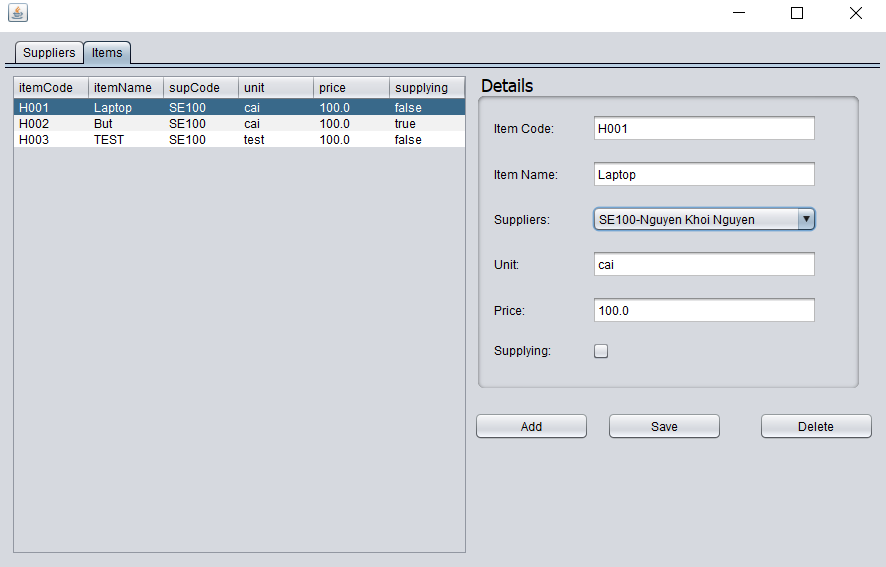 Suppliers Items
itemCode itemName supCode unit price supplying
H001 Laptop SE100 cai 100.0 false
H002 But SE100 cai 100.0 true
H003 TEST SE100 test 100.0 false
Details
Item Code: H001
Item Name: Laptop
Suppliers: SE100-Nguyen Khoi Nguyen
Unit: cai
Price: 100.0
Supplying:
Add Save Delete